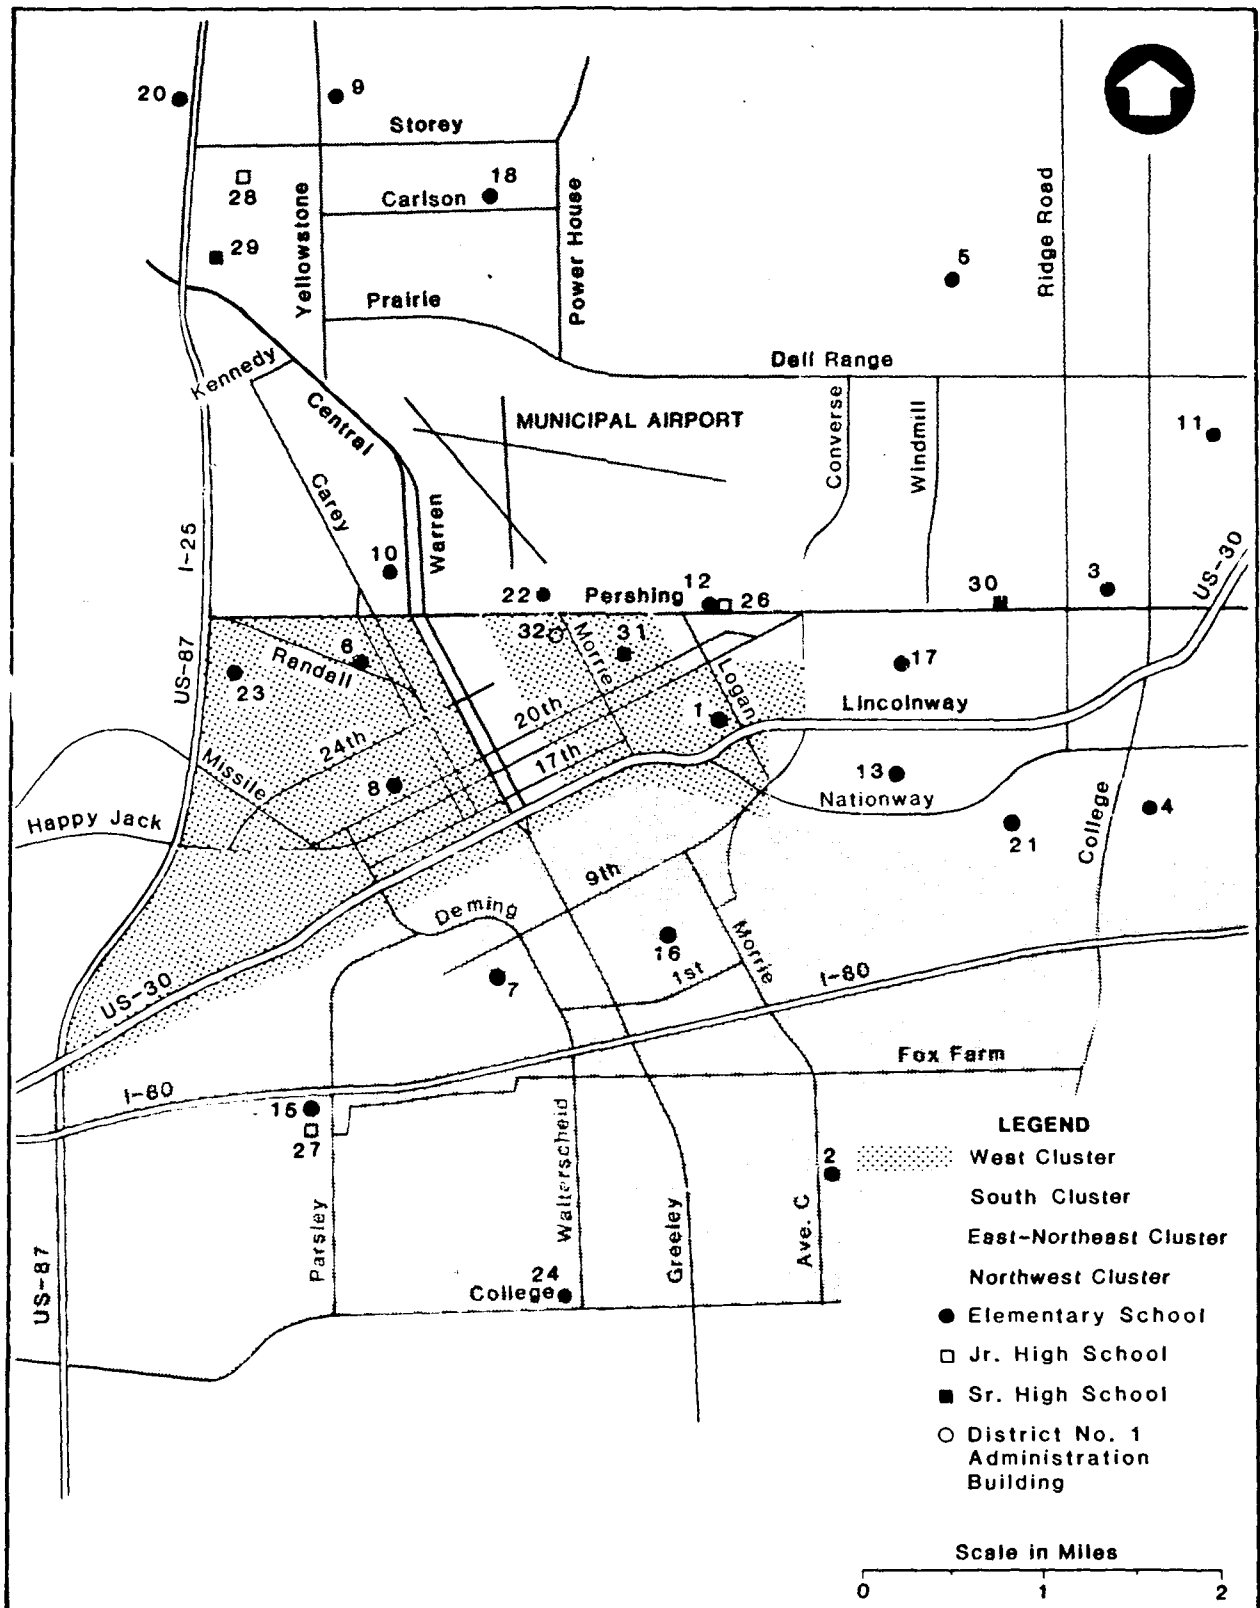 20
9
Storey
28
Yellowstone
18
Carlson
Power House
Ridge Road
29
5
Prairie
Kennedy
Dell Range
Central
MUNICIPAL AIRPORT
Converse
Windmill
11
Carey
Warren
I-25
10
22
Pershing
12
26
30
3
US-30
32
Morrie
31
6
Randall
23
US-87
17
Logan
20th
1
Lincolnway
24th
17th
Missile
8
13
Nationway
Happy Jack
21
College
4
9th
Deming
16
Morrie
1st
7
I-80
US-30
Fox Farm
I-80
15
27
Walterscheid
2
Parsley
Greeley
Ave. C
US-87
24
College
LEGEND
West Cluster
South Cluster
East-Northeast Cluster
Northwest Cluster
Elementary School
Jr. High School
Sr. High School
District No. 1
Administration
Building
Scale in Miles
0 1 2